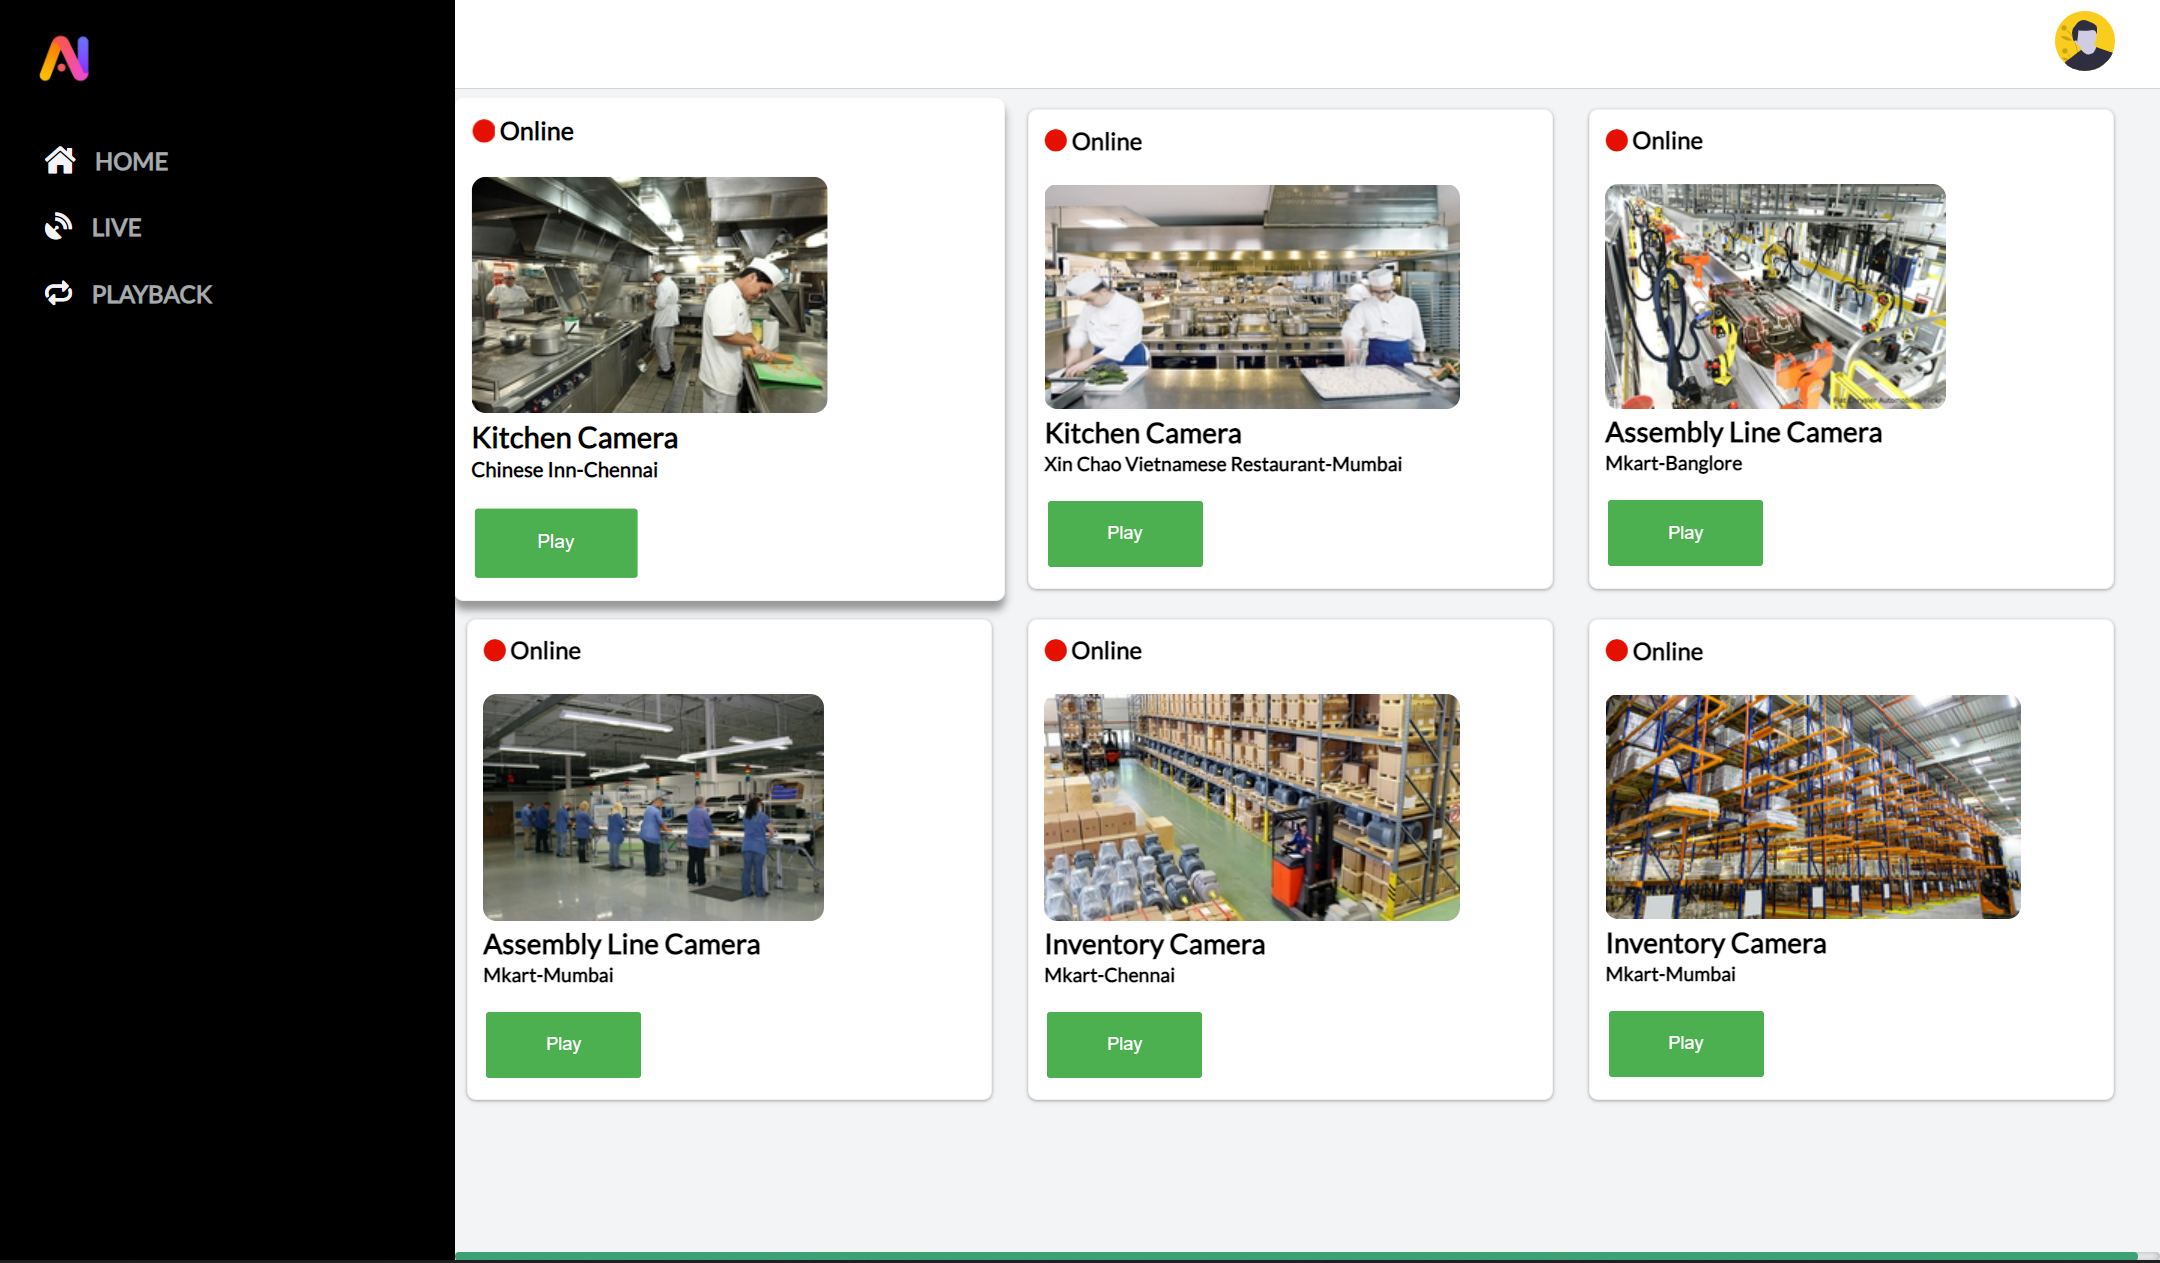 AI
HOME
LIVE
PLAYBACK
Online
Kitchen Camera
Chinese Inn-Chennai
Play
Online
Kitchen Camera
Xin Chao Vietnamese Restaurant-Mumbai
Play
Online
Assembly Line Camera
Mkart-Banglore
Play
Online
Assembly Line Camera
Mkart-Mumbai
Play
Online
Inventory Camera
Mkart-Chennai
Play
Online
Inventory Camera
Mkart-Mumbai
Play